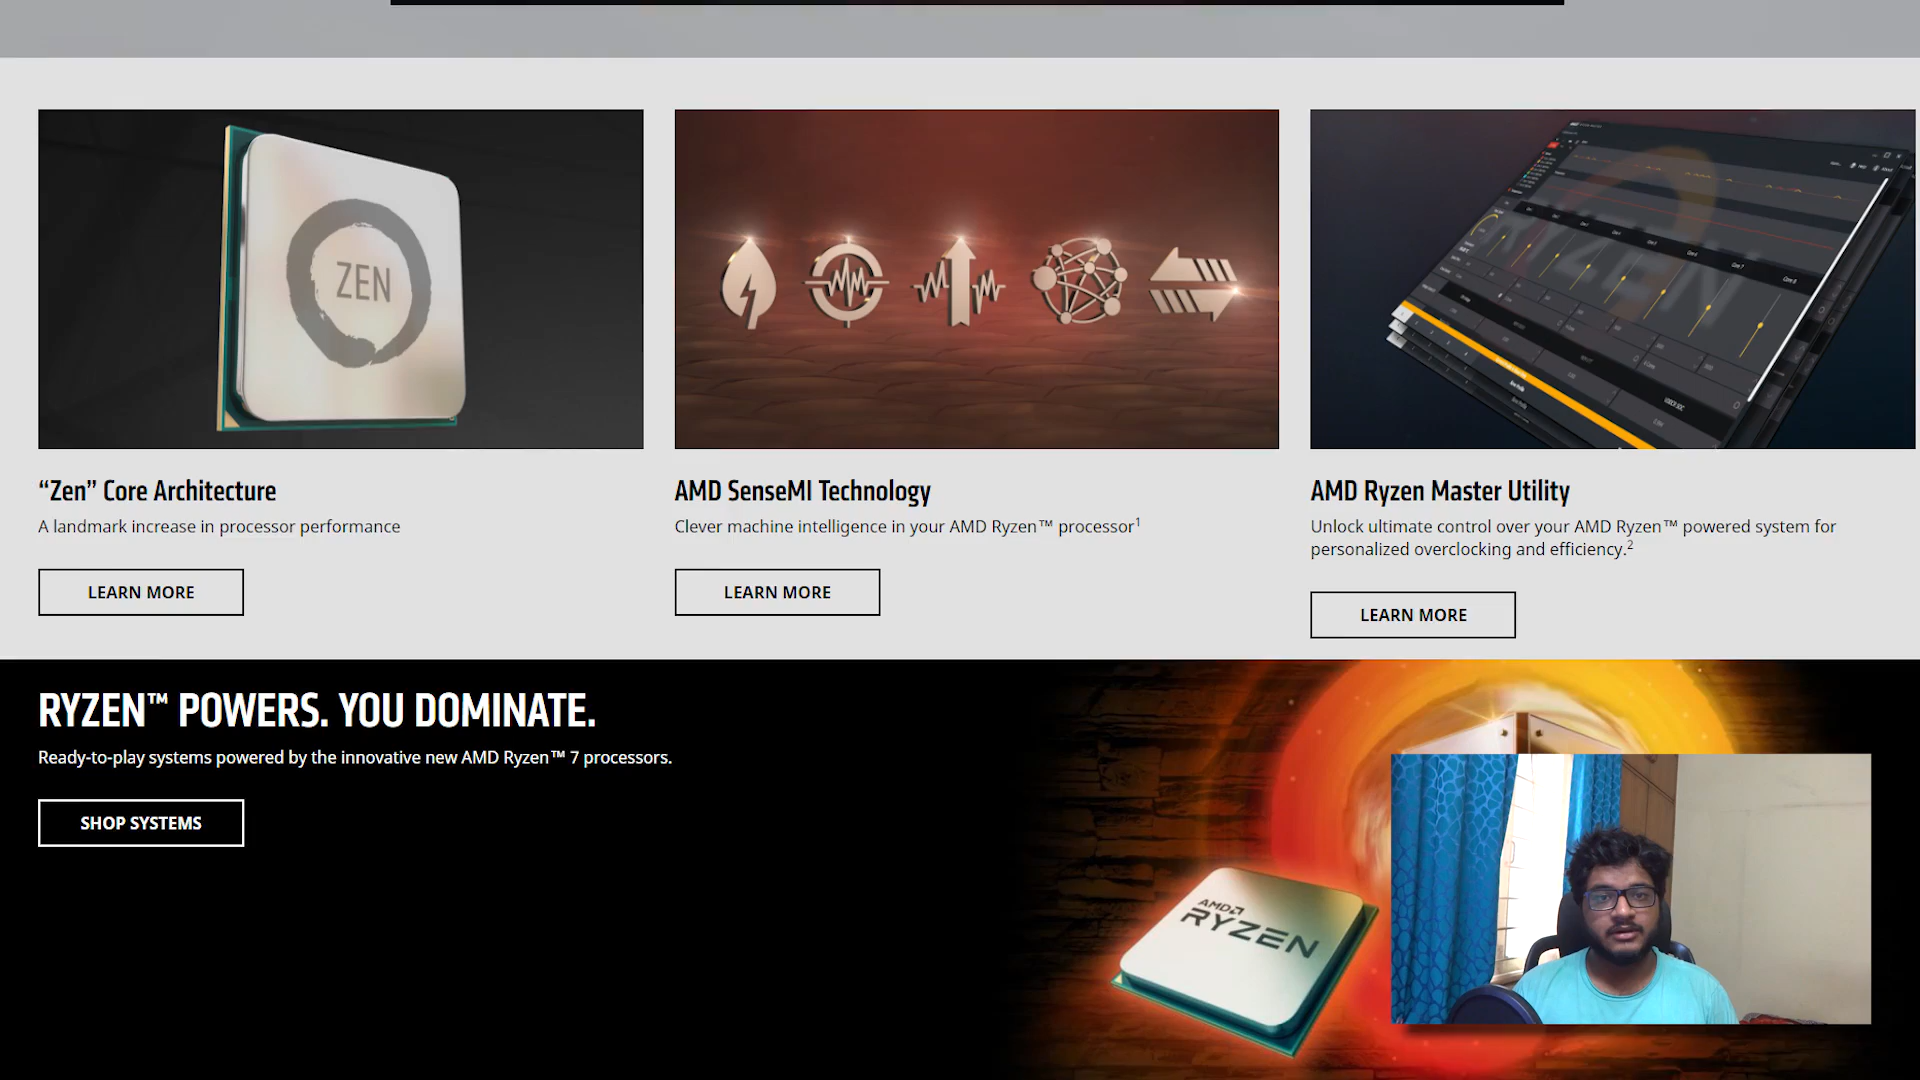 ZEN
RYZEN
“Zen” Core Architecture
A landmark increase in processor performance
LEARN MORE
AMD SenseMI Technology
Clever machine intelligence in your AMD Ryzen™ processor¹
LEARN MORE
AMD Ryzen Master Utility
Unlock ultimate control over your AMD Ryzen™ powered system for
personalized overclocking and efficiency.²
LEARN MORE
RYZEN™ POWERS. YOU DOMINATE.
Ready-to-play systems powered by the innovative new AMD Ryzen™ 7 processors.
SHOP SYSTEMS
AMD
RYZEN